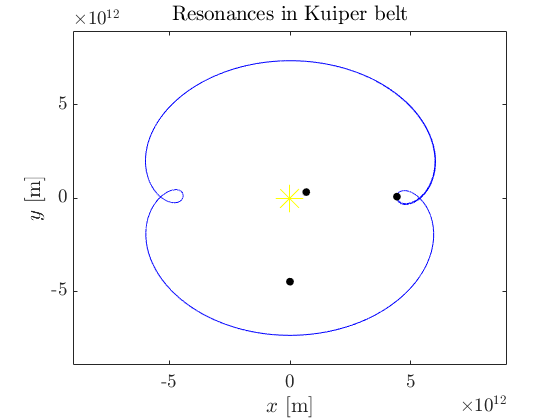 Resonances in Kuiper belt
×10¹²
5
0
-5
y [m]
-5 0 5
x [m]
×10¹²